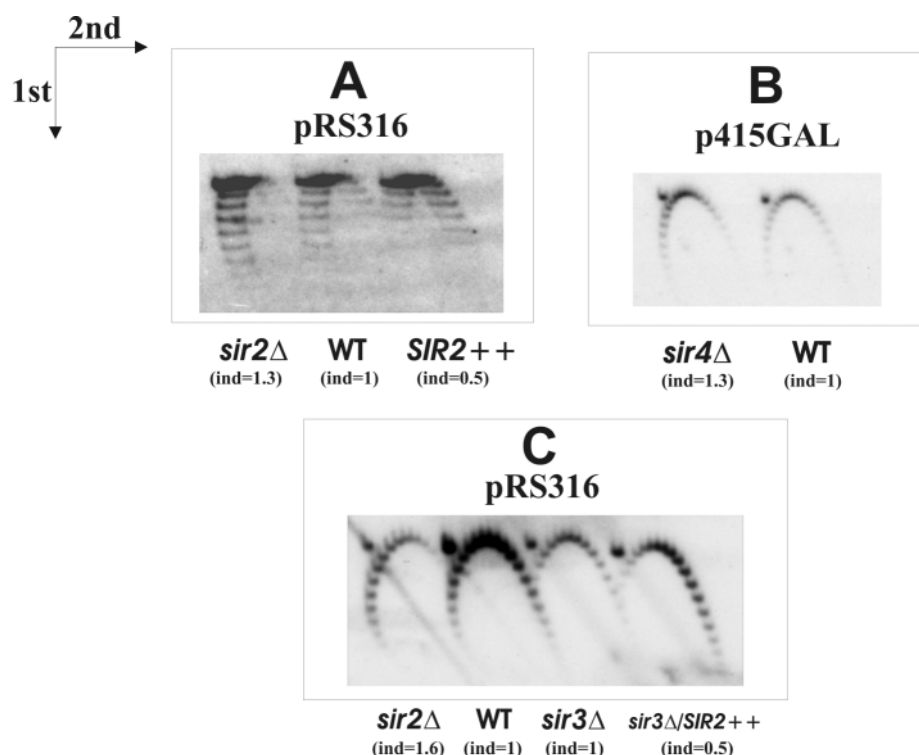 2nd
1st
A
pRS316
sir2Δ WT SIR2++
(ind=1.3) (ind=1) (ind=0.5)
B
p415GAL
sir4Δ WT
(ind=1.3) (ind=1)
C
pRS316
sir2Δ WT sir3Δ sir3Δ/SIR2++
(ind=1.6) (ind=1) (ind=1) (ind=0.5)